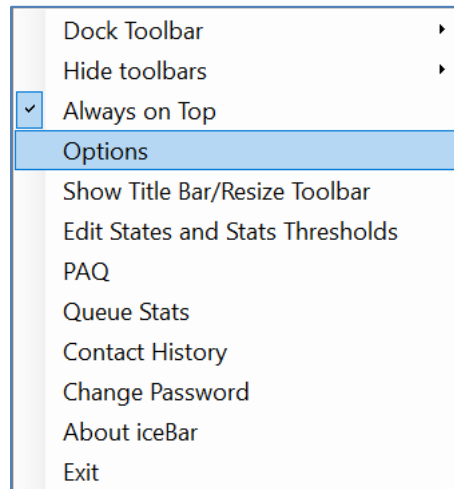 Dock Toolbar
Hide toolbars
Always on Top
Options
Show Title Bar/Resize Toolbar
Edit States and Stats Thresholds
PAQ
Queue Stats
Contact History
Change Password
About iceBar
Exit